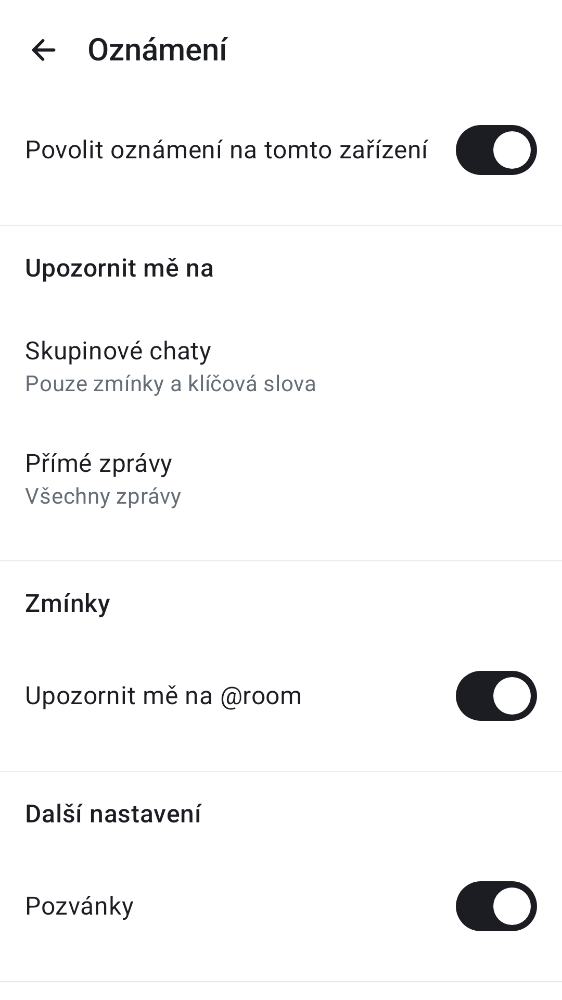 Oznámení
Povolit oznámení na tomto zařízení
Upozornit mě na
Skupinové chaty
Pouze zmínky a klíčová slova
Přímé zprávy
Všechny zprávy
Zmínky
Upozornit mě na @room
Další nastavení
Pozvánky